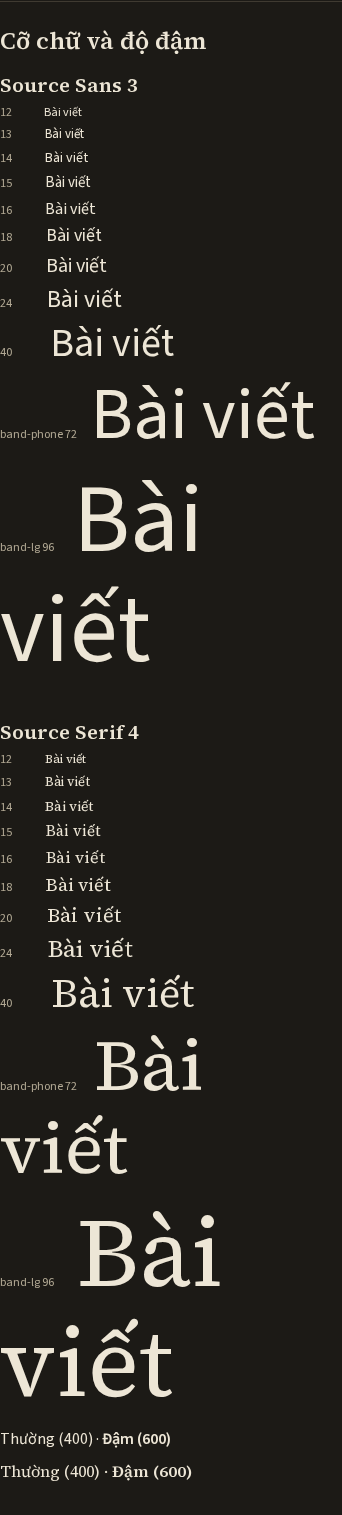 Cỡ chữ và độ đậm
Source Sans 3
12 Bài viết
13 Bài viết
14 Bài viết
15 Bài viết
16 Bài viết
18 Bài viết
20 Bài viết
24 Bài viết
40 Bài viết
band-phone 72 Bài viết
band-lg 96 Bài
viết
Source Serif 4
12 Bài viết
13 Bài viết
14 Bài viết
15 Bài viết
16 Bài viết
18 Bài viết
20 Bài viết
24 Bài viết
40 Bài viết
band-phone 72 Bài
viết
band-lg 96 Bài
viết
Thường (400) · Đậm (600)
Thường (400) · Đậm (600)